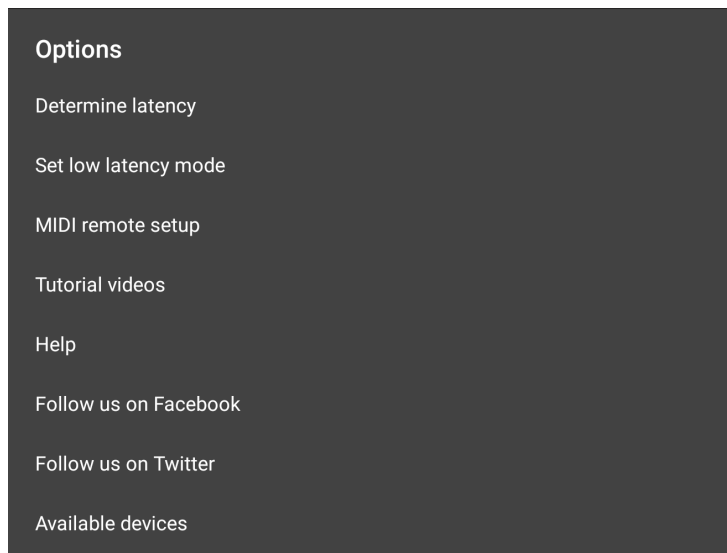 Options
Determine latency
Set low latency mode
MIDI remote setup
Tutorial videos
Help
Follow us on Facebook
Follow us on Twitter
Available devices